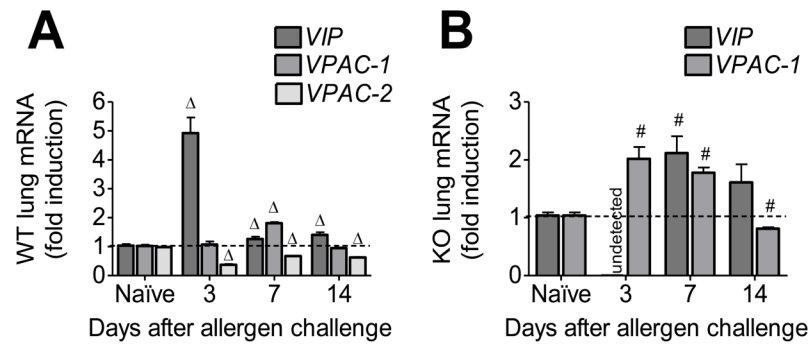 A
VIP
VPAC-1
VPAC-2
WT lung mRNA
(fold induction)
6
5
4
3
2
1
0
Δ
Δ
Δ
Δ
Δ
Δ
Δ
Naïve
3
7
14
Days after allergen challenge
B
VIP
VPAC-1
KO lung mRNA
(fold induction)
3
2
1
0
undetected
#
#
#
#
Naïve
3
7
14
Days after allergen challenge